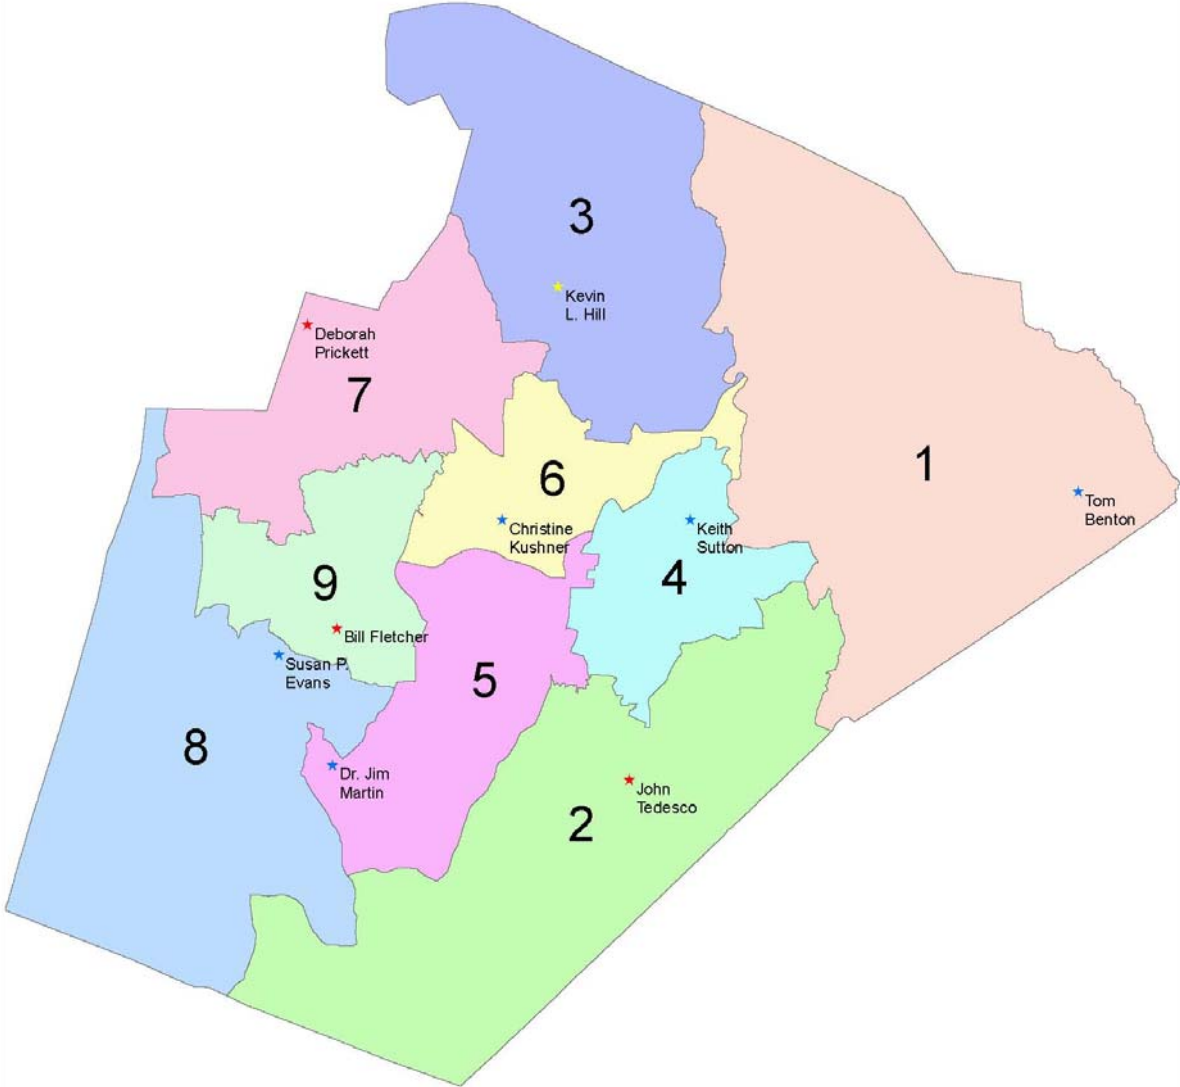 3
Kevin
L. Hill
Deborah
Prickett
7
1
6
Tom
Benton
Christine
Kushner
Keith
Sutton
4
9
Bill Fletcher
Susan P.
Evans
5
8
Dr. Jim
Martin
John
Tedesco
2